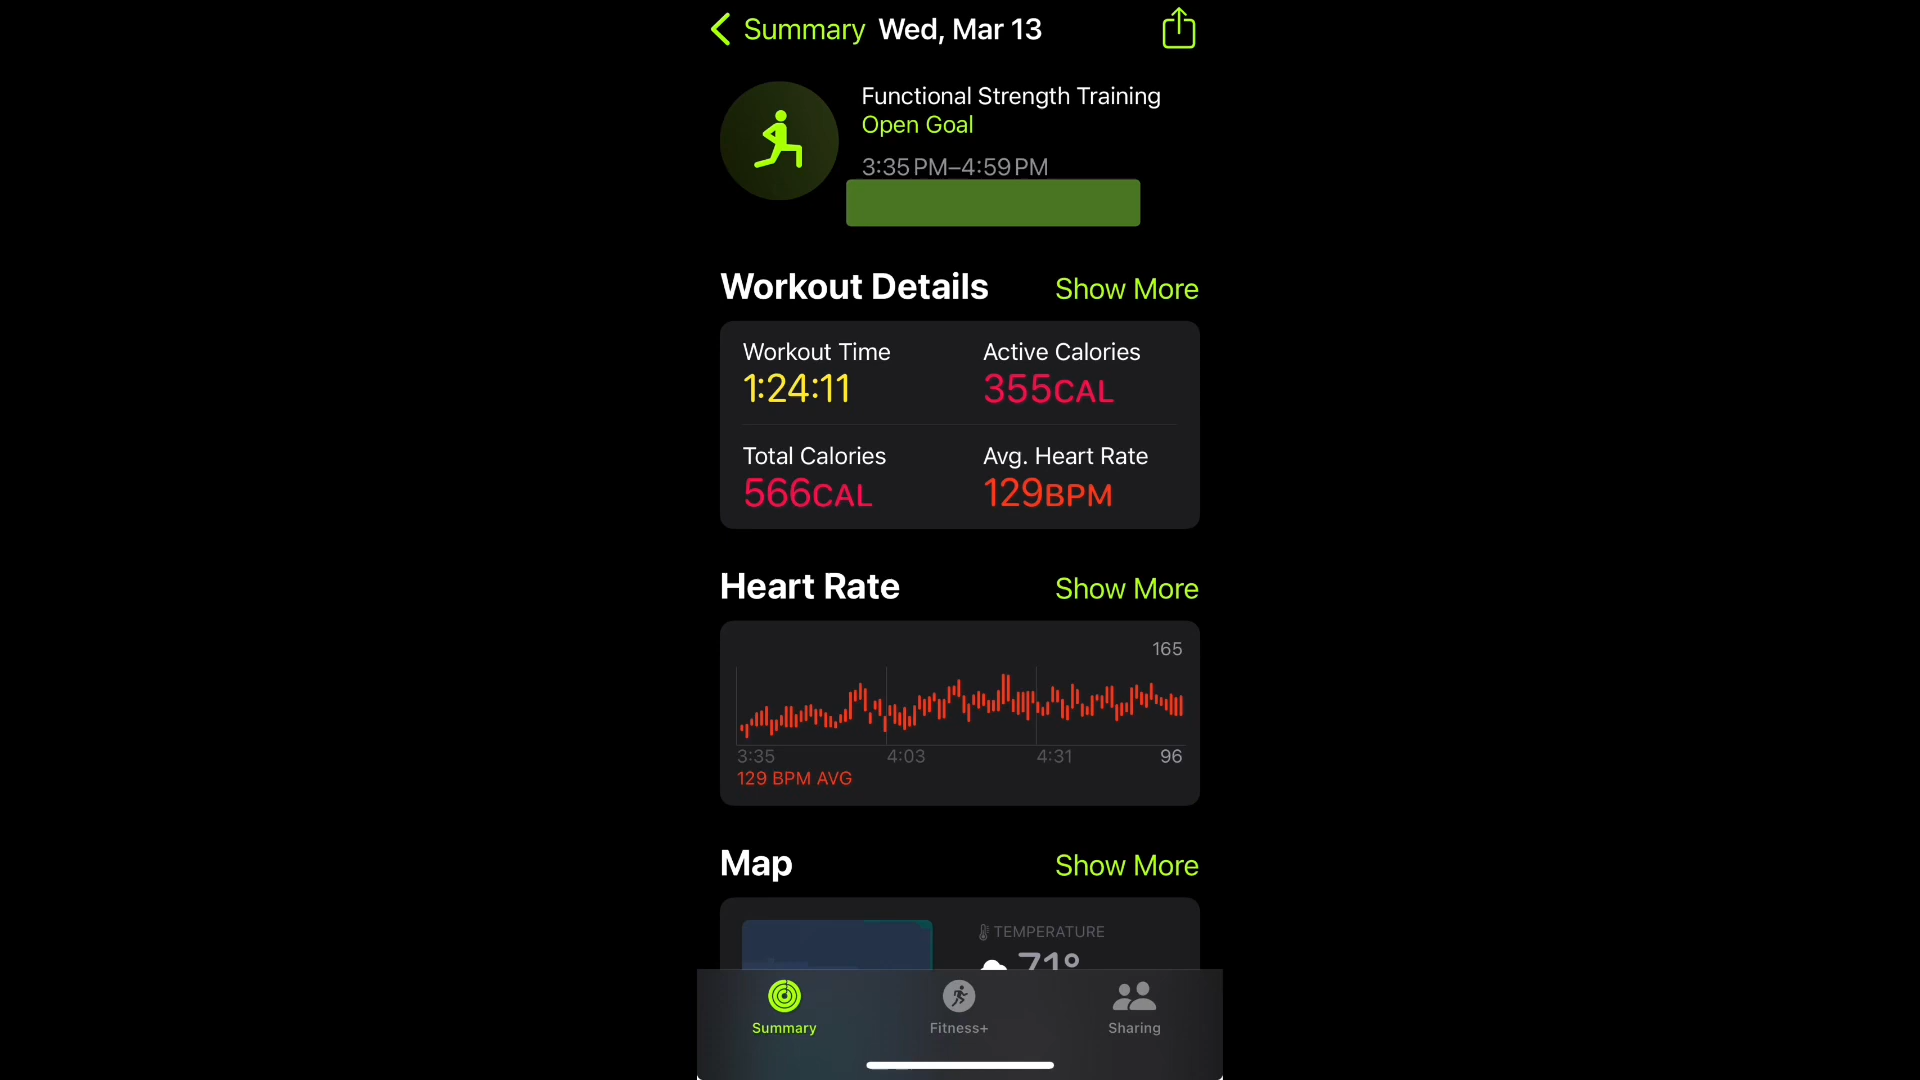 Summary Wed, Mar 13
Functional Strength Training
Open Goal
3:35 PM–4:59 PM
Workout Details Show More
Workout Time Active Calories
1:24:11 355CAL
Total Calories Avg. Heart Rate
566CAL 129BPM
Heart Rate Show More
165
3:35 4:03 4:31 96
129 BPM AVG
Map Show More
TEMPERATURE
71°
Summary Fitness+ Sharing